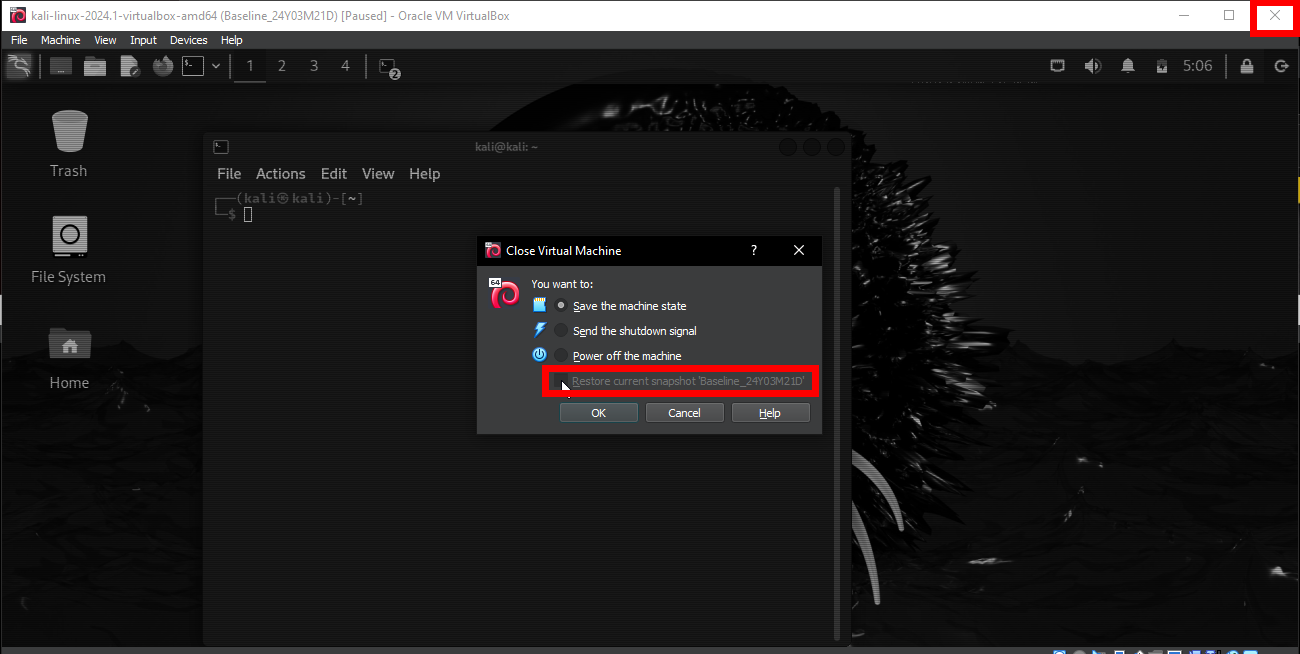 kali-linux-2024.1-virtualbox-amd64 (Baseline_24Y03M21D) [Paused] - Oracle VM VirtualBox
File Machine View Input Devices Help
1 2 3 4 2 5:06
Trash
File System
Home
kali@kali: ~
File Actions Edit View Help
(kali㉿kali)-[~]
$
64 Close Virtual Machine ?
64
You want to:
Save the machine state
Send the shutdown signal
Power off the machine
Restore current snapshot 'Baseline_24Y03M21D'
OK Cancel Help